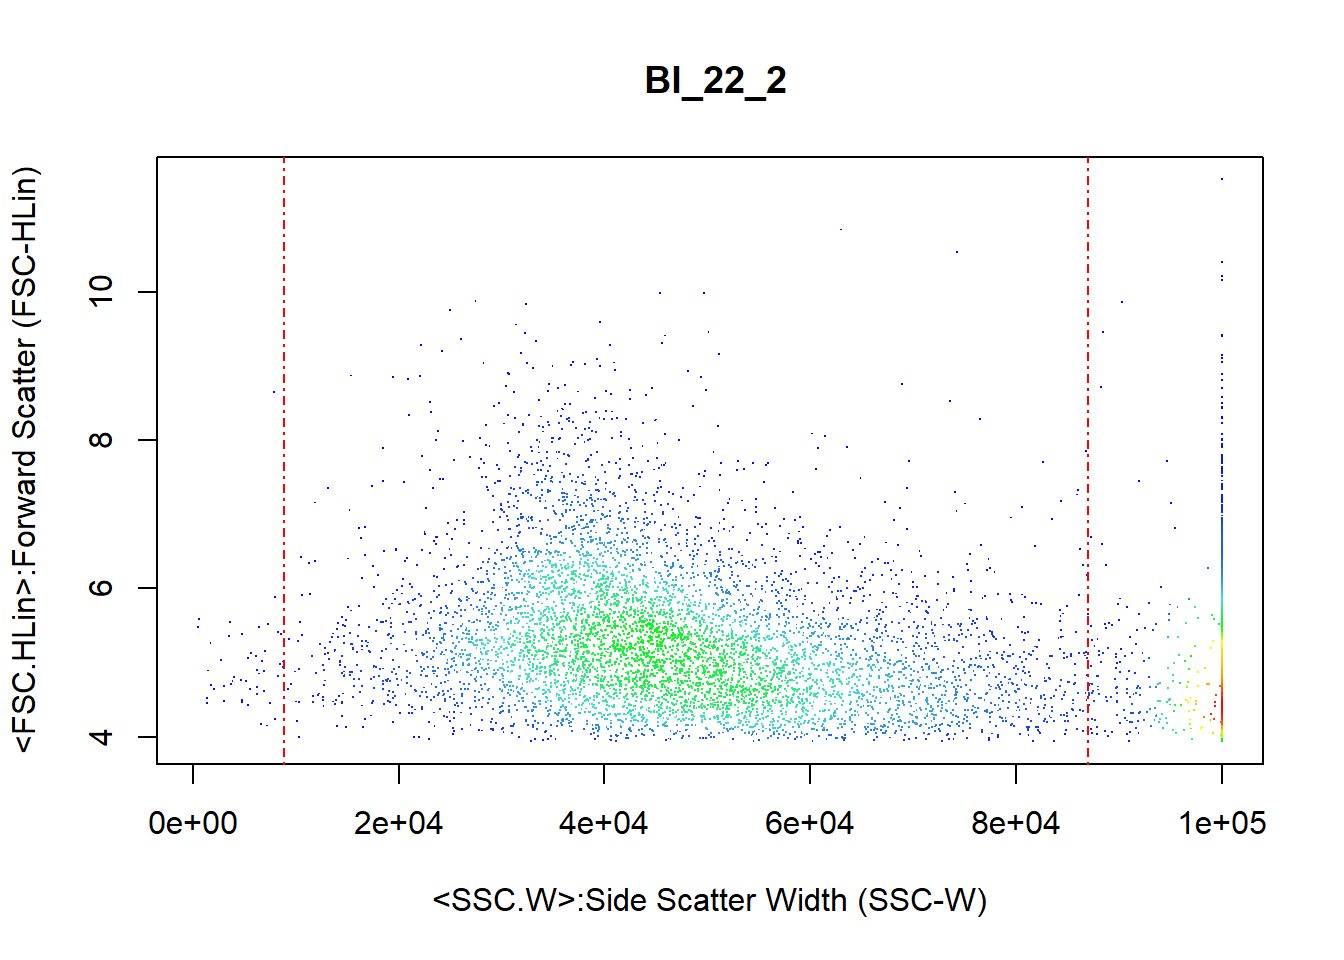 BI_22_2
<FSC.HLin>:Forward Scatter (FSC-HLin)
10
8
6
4
0e+00 2e+04 4e+04 6e+04 8e+04 1e+05
<SSC.W>:Side Scatter Width (SSC-W)